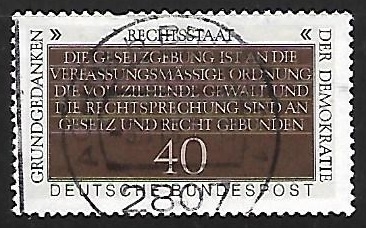 » RECHTSSTAAT «
GRUNDGEDANKEN
DER DEMOKRATIE
DIE GESETZGEBUNG IST AN DIE
VERFASSUNGSMÄSSIGE ORDNUNG
DIE VOLLZIEHENDE GEWALT UND
DIE RECHTSPRECHUNG SIND AN
GESETZ UND RECHT GEBUNDEN
40
DEUTSCHE BUNDESPOST
2807